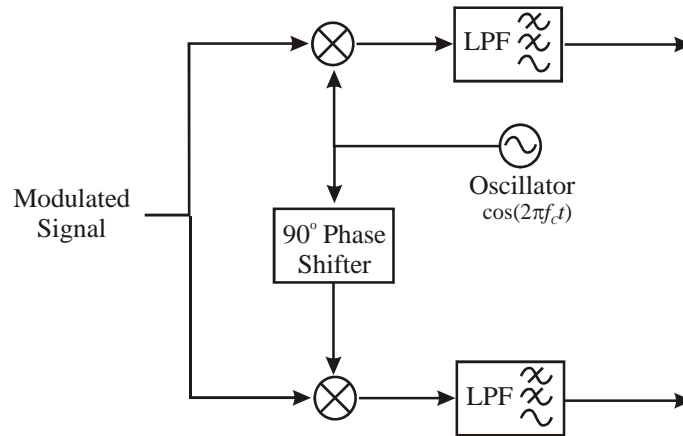 LPF
Modulated
Signal
Oscillator
cos(2πf_ct)
90° Phase
Shifter
LPF